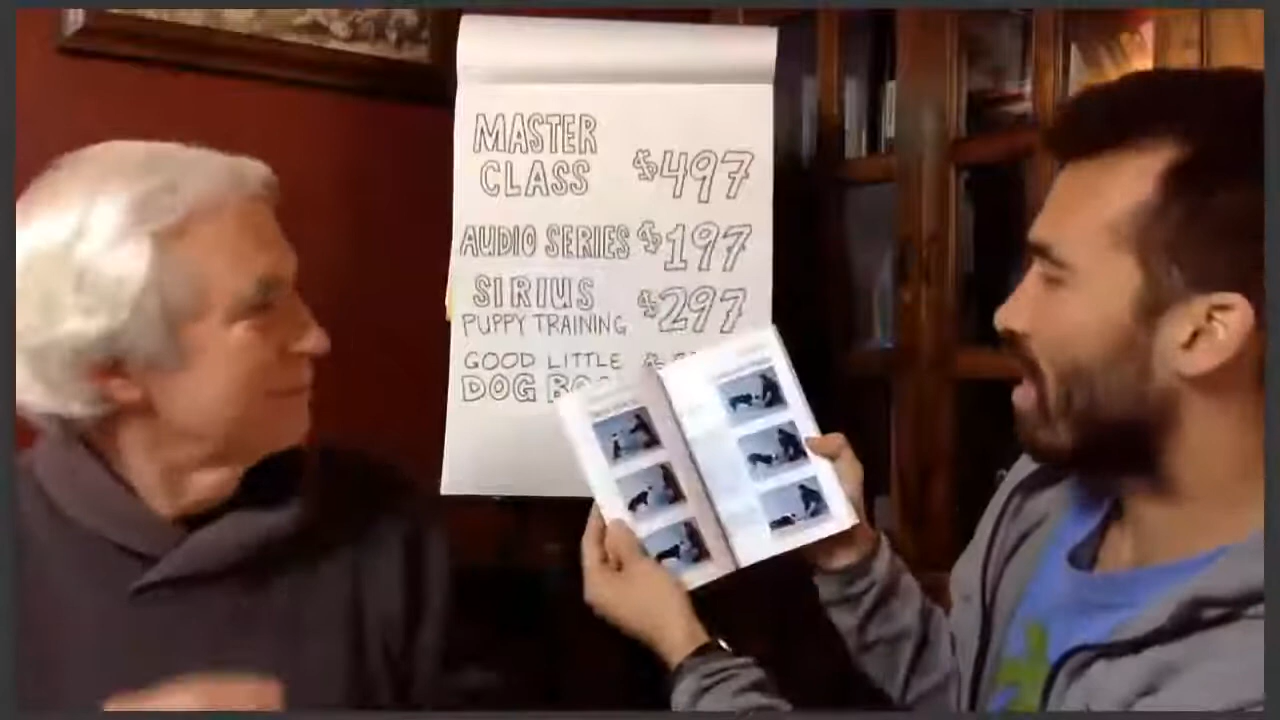 MASTER
CLASS $497
AUDIO SERIES $197
SIRIUS
PUPPY TRAINING $297
GOOD LITTLE
DOG